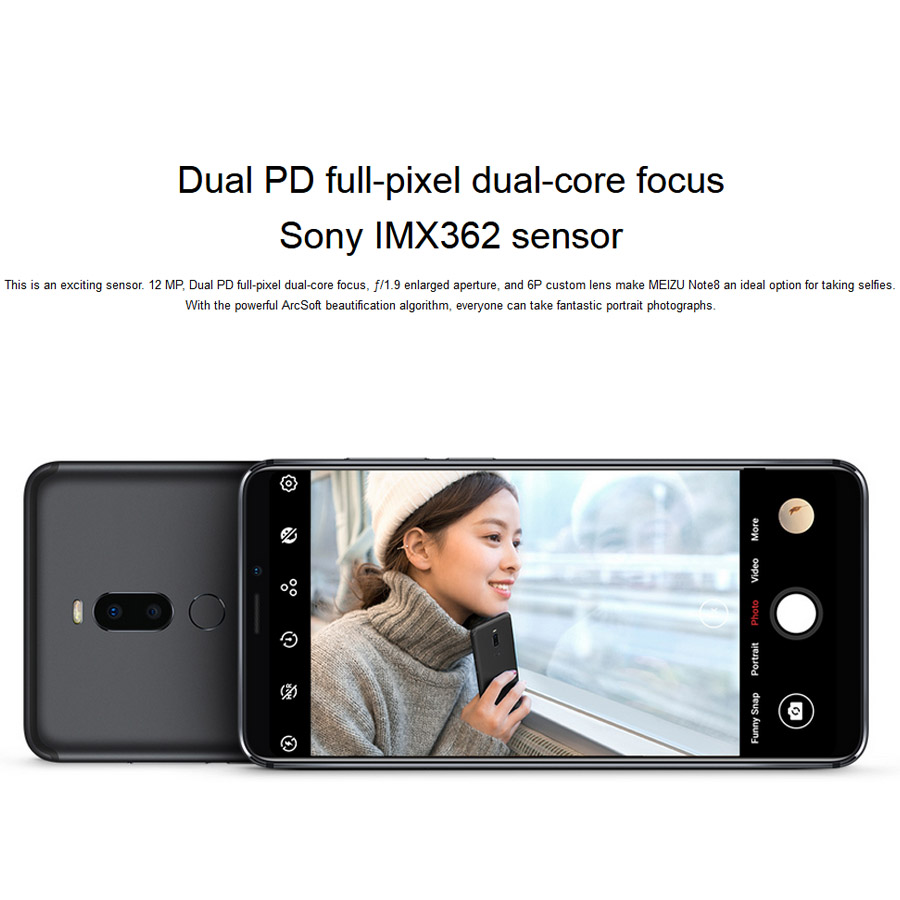 Dual PD full-pixel dual-core focus
Sony IMX362 sensor
This is an exciting sensor. 12 MP, Dual PD full-pixel dual-core focus, ƒ/1.9 enlarged aperture, and 6P custom lens make MEIZU Note8 an ideal option for taking selfies.
With the powerful ArcSoft beautification algorithm, everyone can take fantastic portrait photographs.
More
Video
Photo
Portrait
Funny Snap